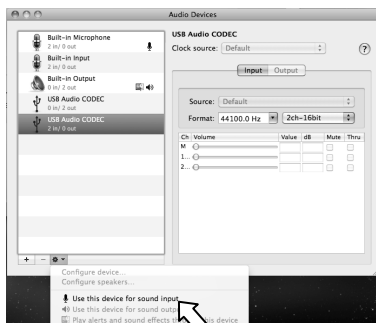 Audio Devices
Built-in Microphone
2 in/ 0 out
Built-in Input
2 in/ 0 out
Built-in Output
0 in/ 2 out
USB Audio CODEC
0 in/ 2 out
USB Audio CODEC
2 in/ 0 out
USB Audio CODEC
Clock source: Default
?
Input Output
Source: Default
Format: 44100.0 Hz 2ch-16bit
Ch Volume Value dB Mute Thru
M
1...
2...
+ −
Configure device...
Configure speakers...
Use this device for sound input
Use this device for sound
Play alerts and sound effects this device